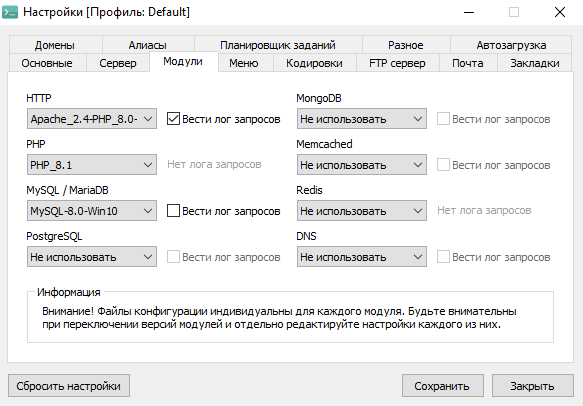 Настройки [Профиль: Default]
Домены Алиасы Планировщик заданий Разное Автозагрузка
Основные Сервер Модули Меню Кодировки FTP сервер Почта Закладки
HTTP MongoDB
Apache_2.4-PHP_8.0- Вести лог запросов Не использовать Вести лог запросов
PHP Memcached
PHP_8.1 Нет лога запросов Не использовать Вести лог запросов
MySQL / MariaDB Redis
MySQL-8.0-Win10 Вести лог запросов Не использовать Нет лога запросов
PostgreSQL DNS
Не использовать Вести лог запросов Не использовать Вести лог запросов
Информация
Внимание! Файлы конфигурации индивидуальны для каждого модуля. Будьте внимательны
при переключении версий модулей и отдельно редактируйте настройки каждого из них.
Сбросить настройки Сохранить Закрыть